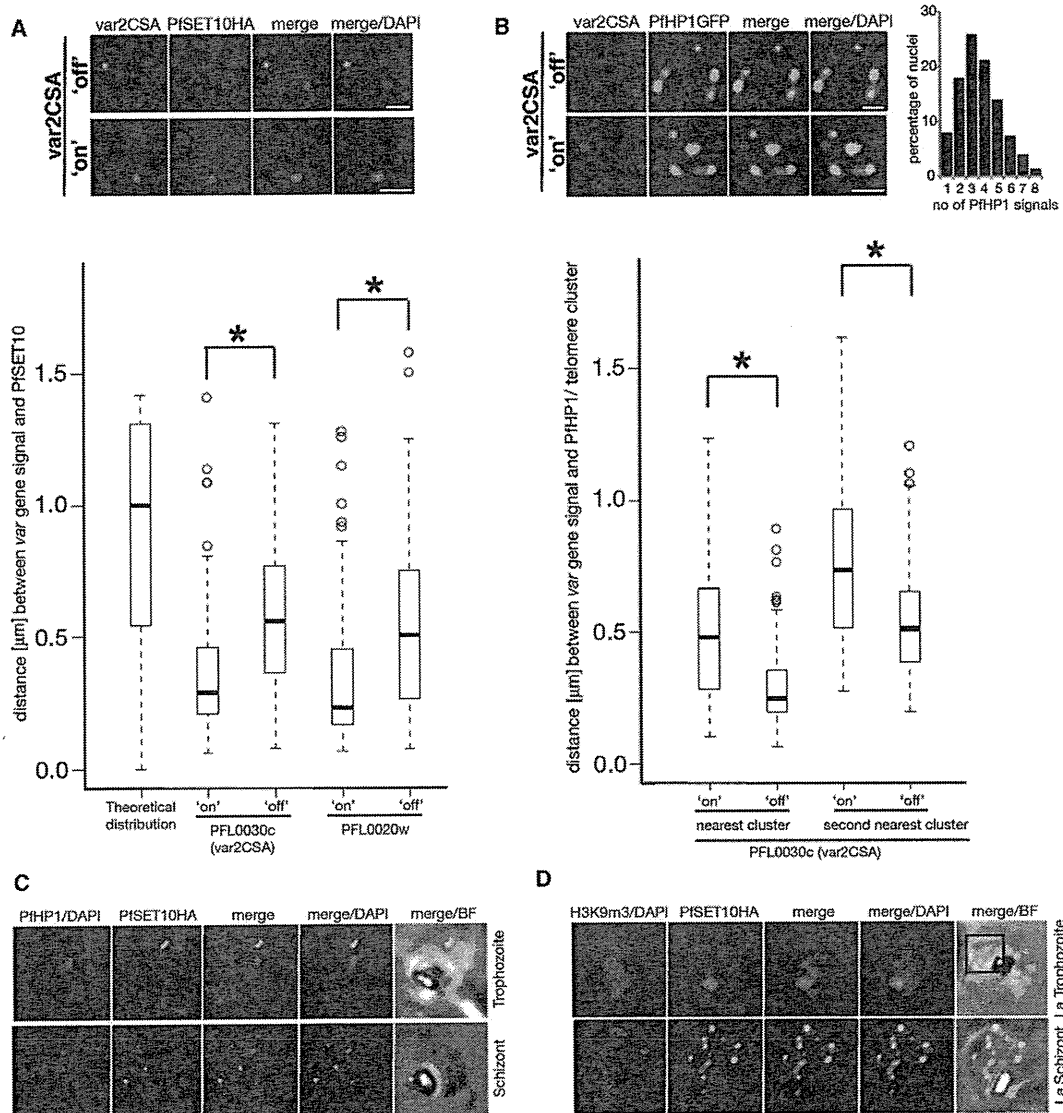 A
var2CSA PfSET10HA merge merge/DAPI
var2CSA
'off'
'on'
B
var2CSA PfHP1GFP merge merge/DAPI
var2CSA
'off'
'on'
percentage of nuclei
30
20
10
0
1 2 3 4 5 6 7 8
no of PfHP1 signals
distance [µm] between var gene signal and PfSET10
1.5
1.0
0.5
0.0
*
*
Theoretical distribution
'on' 'off' 'on' 'off'
PFL0030c (var2CSA)
PFL0020w
distance [µm] between var gene signal and PfHP1/ telomere cluster
1.5
1.0
0.5
0.0
*
*
'on' 'off' 'on' 'off'
nearest cluster second nearest cluster
PFL0030c (var2CSA)
C
PfHP1/DAPI PfSET10HA merge merge/DAPI merge/BF
Trophozoite
Schizont
D
H3K9m3/DAPI PfSET10HA merge merge/DAPI merge/BF
La Trophozoite
La Schizont